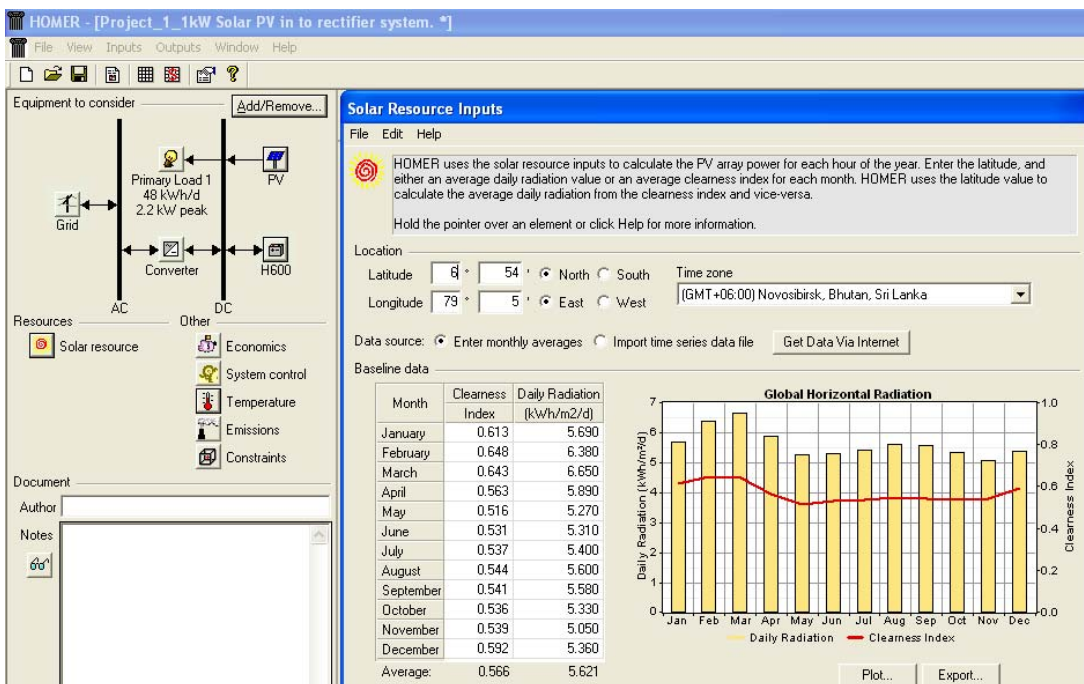 HOMER - [Project_1_1kW Solar PV in to rectifier system. *]
File View Inputs Outputs Window Help
Equipment to consider
Add/Remove...
Primary Load 1
48 kWh/d
2.2 kW peak
PV
Grid
Converter
H600
AC
DC
Resources
Other
Solar resource
Economics
System control
Temperature
Emissions
Constraints
Document
Author
Notes
Solar Resource Inputs
File Edit Help
HOMER uses the solar resource inputs to calculate the PV array power for each hour of the year. Enter the latitude, and
either an average daily radiation value or an average clearness index for each month. HOMER uses the latitude value to
calculate the average daily radiation from the clearness index and vice-versa.
Hold the pointer over an element or click Help for more information.
Location
Latitude 6 ° 54 ' North South
Time zone
Longitude 79 ° 5 ' East West
(GMT+06:00) Novosibirsk, Bhutan, Sri Lanka
Data source: Enter monthly averages Import time series data file Get Data Via Internet
Baseline data
Month Clearness Daily Radiation
Index (kWh/m2/d)
January 0.613 5.690
February 0.648 6.380
March 0.643 6.650
April 0.563 5.890
May 0.516 5.270
June 0.531 5.310
July 0.537 5.400
August 0.544 5.600
September 0.541 5.580
October 0.536 5.330
November 0.539 5.050
December 0.592 5.360
Average: 0.566 5.621
Global Horizontal Radiation
Daily Radiation (kWh/m²/d)
7
6
5
4
3
2
1
0
1.0
0.8
0.6
0.4
0.2
0.0
Clearness Index
Jan Feb Mar Apr May Jun Jul Aug Sep Oct Nov Dec
Daily Radiation Clearness Index
Plot... Export...